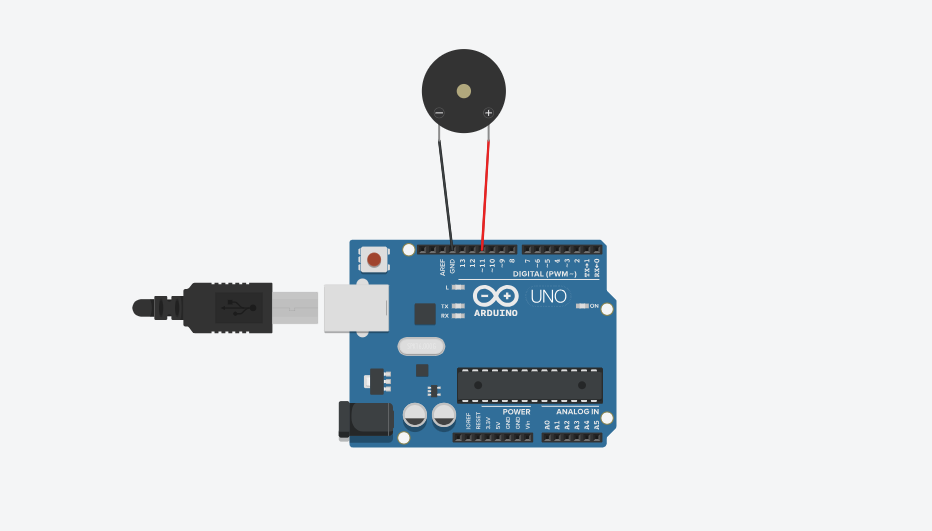 − +
AREF GND 13 12 ~11 ~10 ~9 8 7 ~6 ~5 4 ~3 2 TX→1 RX←0
DIGITAL (PWM~)
L
UNO
TX ON
RX ARDUINO
POWER ANALOG IN
IOREF RESET 3.3V 5V GND GND Vin A0 A1 A2 A3 A4 A5